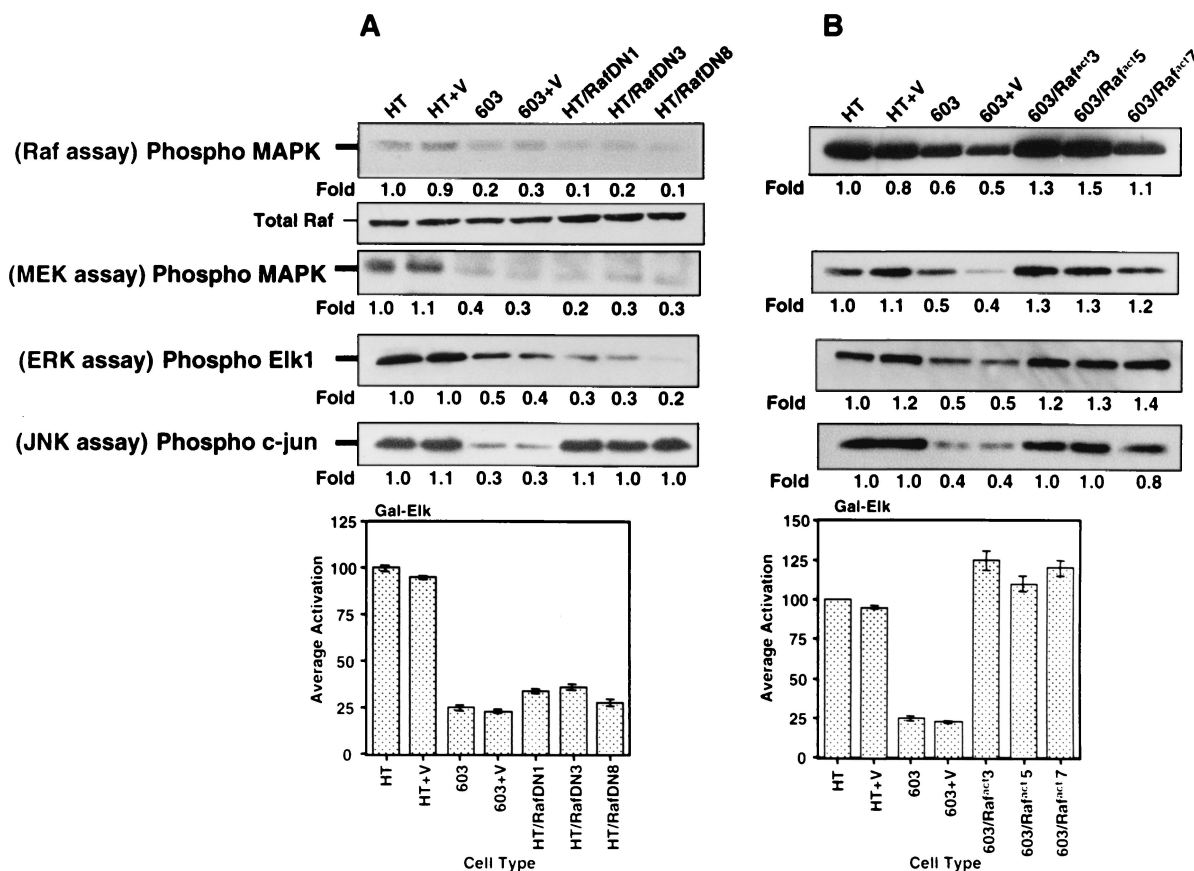 A
HT HT+V 603 603+V HT/RafDN1 HT/RafDN3 HT/RafDN8
(Raf assay) Phospho MAPK
Fold 1.0 0.9 0.2 0.3 0.1 0.2 0.1
Total Raf
(MEK assay) Phospho MAPK
Fold 1.0 1.1 0.4 0.3 0.2 0.3 0.3
(ERK assay) Phospho Elk1
Fold 1.0 1.0 0.5 0.4 0.3 0.3 0.2
(JNK assay) Phospho c-jun
Fold 1.0 1.1 0.3 0.3 1.1 1.0 1.0
Gal-Elk
Average Activation
125
100
75
50
25
0
HT HT+V 603 603+V HT/RafDN1 HT/RafDN3 HT/RafDN8
Cell Type
B
HT HT+V 603 603+V 603/Rafact3 603/Rafact5 603/Rafact7
Fold 1.0 0.8 0.6 0.5 1.3 1.5 1.1
Fold 1.0 1.1 0.5 0.4 1.3 1.3 1.2
Fold 1.0 1.2 0.5 0.5 1.2 1.3 1.4
Fold 1.0 1.0 0.4 0.4 1.0 1.0 0.8
Gal-Elk
Average Activation
150
125
100
75
50
25
0
HT HT+V 603 603+V 603/Rafact3 603/Rafact5 603/Rafact7
Cell Type